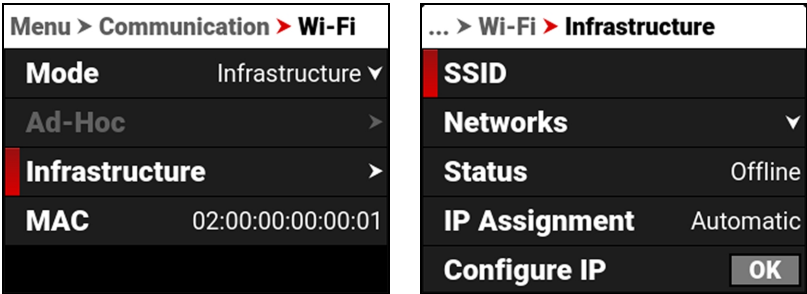 Menu > Communication > Wi-Fi
Mode Infrastructure
Ad-Hoc >
Infrastructure >
MAC 02:00:00:00:00:01
... > Wi-Fi > Infrastructure
SSID
Networks
Status Offline
IP Assignment Automatic
Configure IP OK